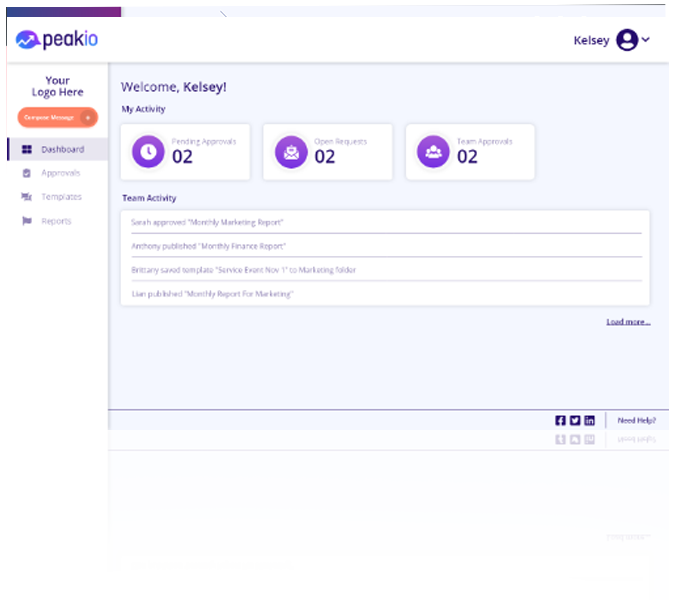 peakio
Kelsey
Your
Logo Here
Compose Message +
Dashboard
Approvals
Templates
Reports
Welcome, Kelsey!
My Activity
Pending Approvals
02
Open Requests
02
Team Approvals
02
Team Activity
Sarah approved "Monthly Marketing Report"
Anthony published "Monthly Finance Report"
Brittany saved template "Service Event Nov 1" to Marketing folder
Lian published "Monthly Report For Marketing"
Load more...
Need Help?